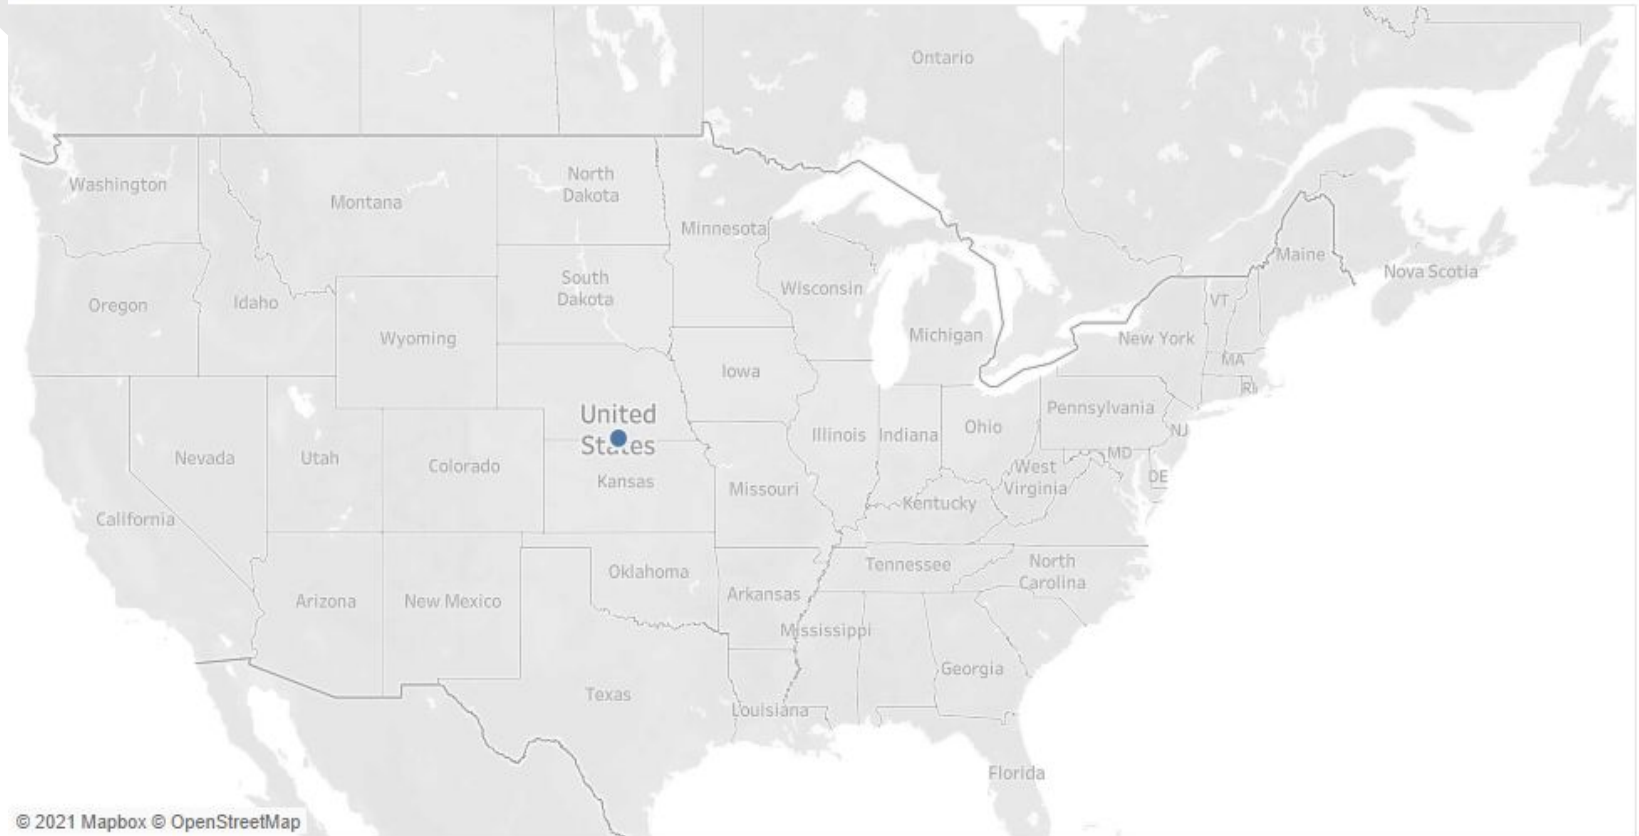 Ontario
Washington
Montana
North
Dakota
Minnesota
Maine
Nova Scotia
Oregon
Idaho
South
Dakota
Wisconsin
VT
Wyoming
Michigan
New York
MA
Iowa
RI
United
States
Pennsylvania
Illinois
Indiana
Ohio
NJ
Nevada
Utah
Colorado
Kansas
MD
West
Virginia
DE
Missouri
California
Kentucky
Oklahoma
Tennessee
North
Carolina
Arizona
New Mexico
Arkansas
Mississippi
Georgia
Texas
Louisiana
Florida
© 2021 Mapbox © OpenStreetMap